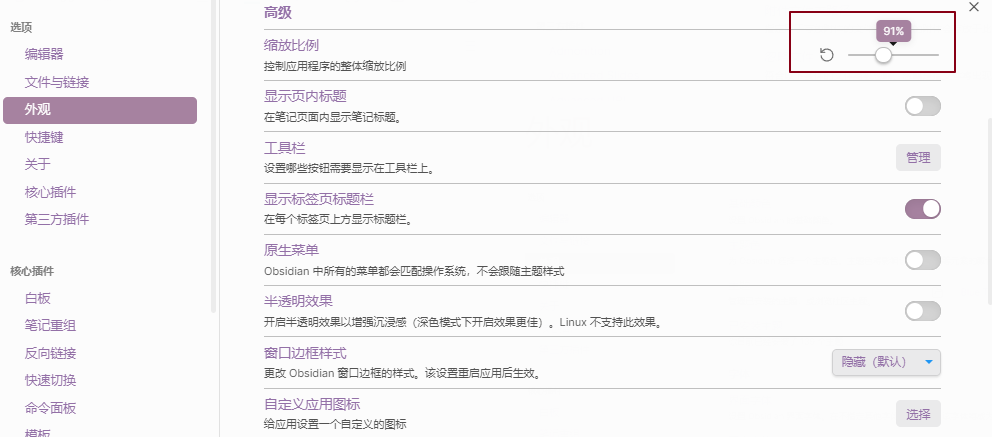 选项
编辑器
文件与链接
外观
快捷键
关于
核心插件
第三方插件
核心插件
白板
笔记重组
反向链接
快速切换
命令面板
模板
高级
缩放比例
控制应用程序的整体缩放比例
91%
显示页内标题
在笔记页面内显示笔记标题。
工具栏
设置哪些按钮需要显示在工具栏上。
管理
显示标签页标题栏
在每个标签页上方显示标题栏。
原生菜单
Obsidian 中所有的菜单都会匹配操作系统，不会跟随主题样式
半透明效果
开启半透明效果以增强沉浸感（深色模式下开启效果更佳）。Linux 不支持此效果。
窗口边框样式
更改 Obsidian 窗口边框的样式。该设置重启应用后生效。
隐藏（默认）
自定义应用图标
给应用设置一个自定义的图标
选择